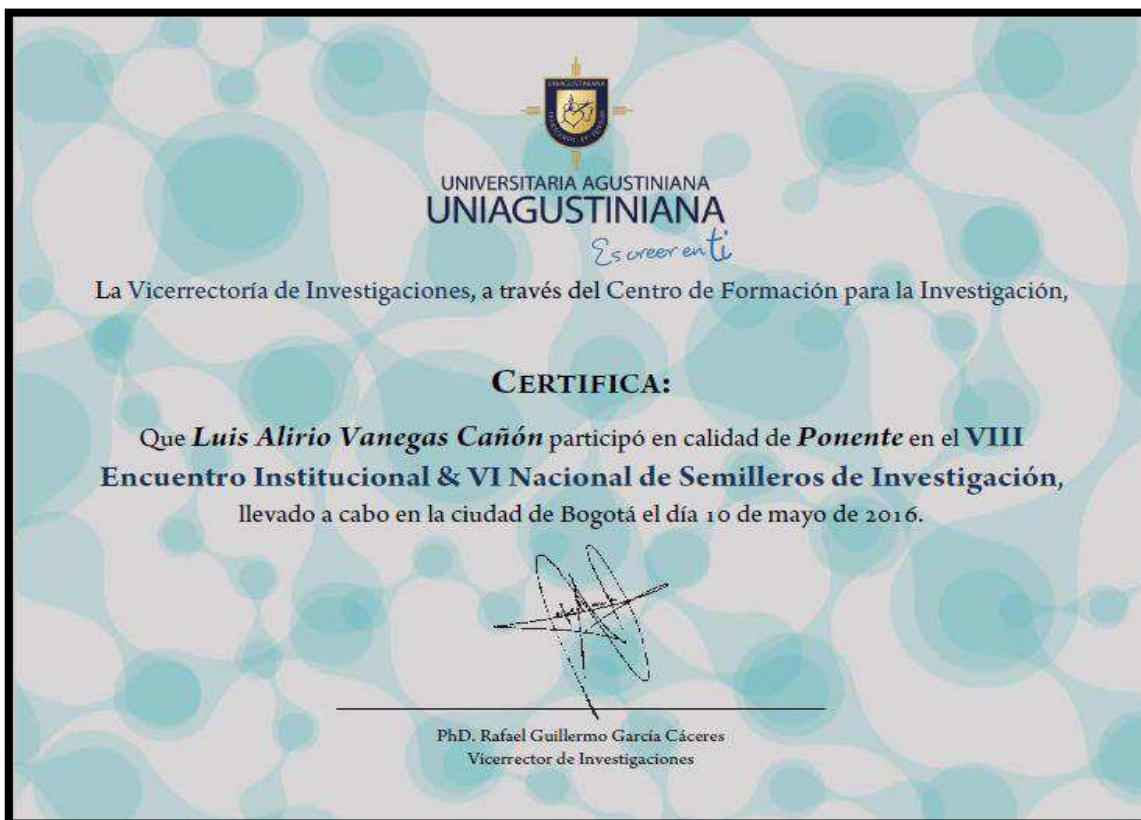 UNIAGUSTINIANA
UNIVERSITARIA AGUSTINIANA
UNIAGUSTINIANA
Es creer en ti
La Vicerrectoría de Investigaciones, a través del Centro de Formación para la Investigación,
CERTIFICA:
Que Luis Alirio Vanegas Cañón participó en calidad de Ponente en el VIII
Encuentro Institucional & VI Nacional de Semilleros de Investigación,
llevado a cabo en la ciudad de Bogotá el día 10 de mayo de 2016.
PhD. Rafael Guillermo García Cáceres
Vicerrector de Investigaciones